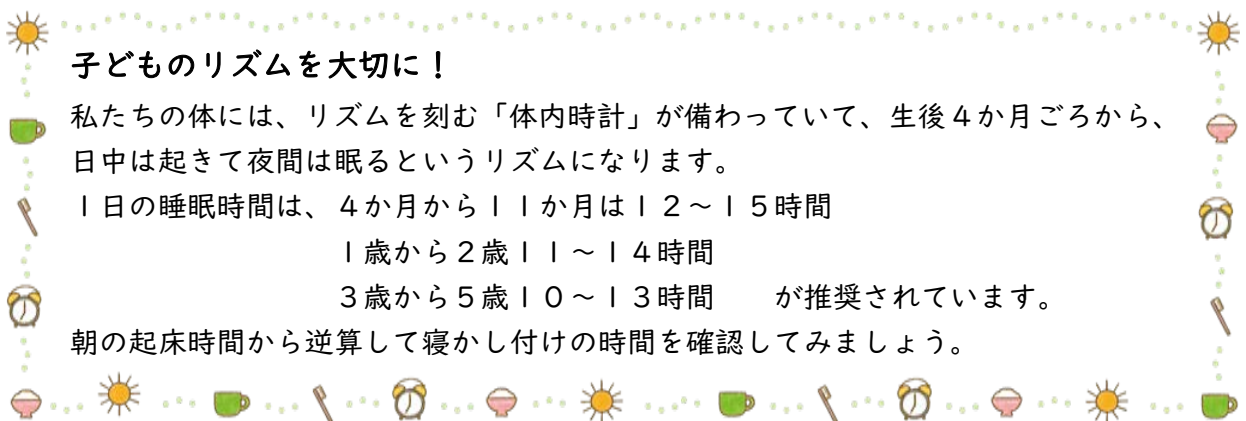 子どものリズムを大切に！
私たちの体には、リズムを刻む「体内時計」が備わっていて、生後４か月ごろから、
日中は起きて夜間は眠るというリズムになります。
１日の睡眠時間は、４か月から１１か月は１２～１５時間
１歳から２歳１１～１４時間
３歳から５歳１０～１３時間　　が推奨されています。
朝の起床時間から逆算して寝かし付けの時間を確認してみましょう。